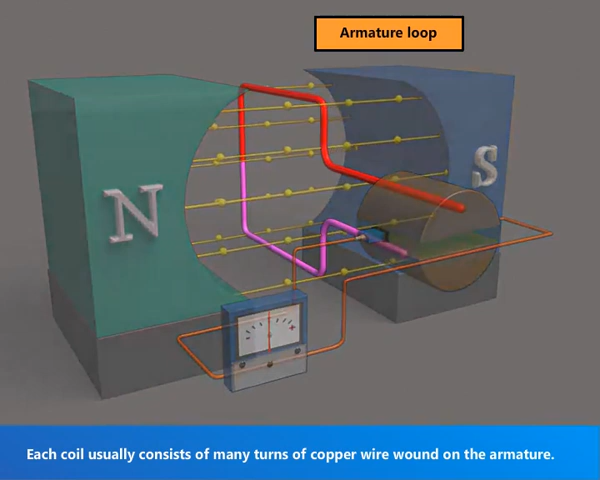 Armature loop
N
S
Each coil usually consists of many turns of copper wire wound on the armature.